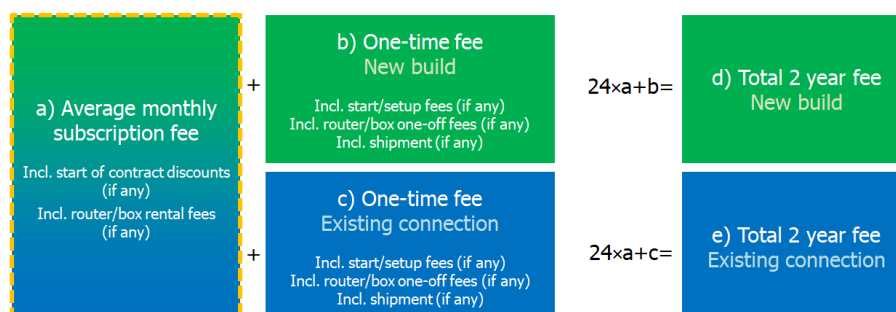 a) Average monthly
subscription fee
Incl. start of contract discounts
(if any)
Incl. router/box rental fees
(if any)
+
b) One-time fee
New build
Incl. start/setup fees (if any)
Incl. router/box one-off fees (if any)
Incl. shipment (if any)
24×a+b=
d) Total 2 year fee
New build
+
c) One-time fee
Existing connection
Incl. start/setup fees (if any)
Incl. router/box one-off fees (if any)
Incl. shipment (if any)
24×a+c=
e) Total 2 year fee
Existing connection